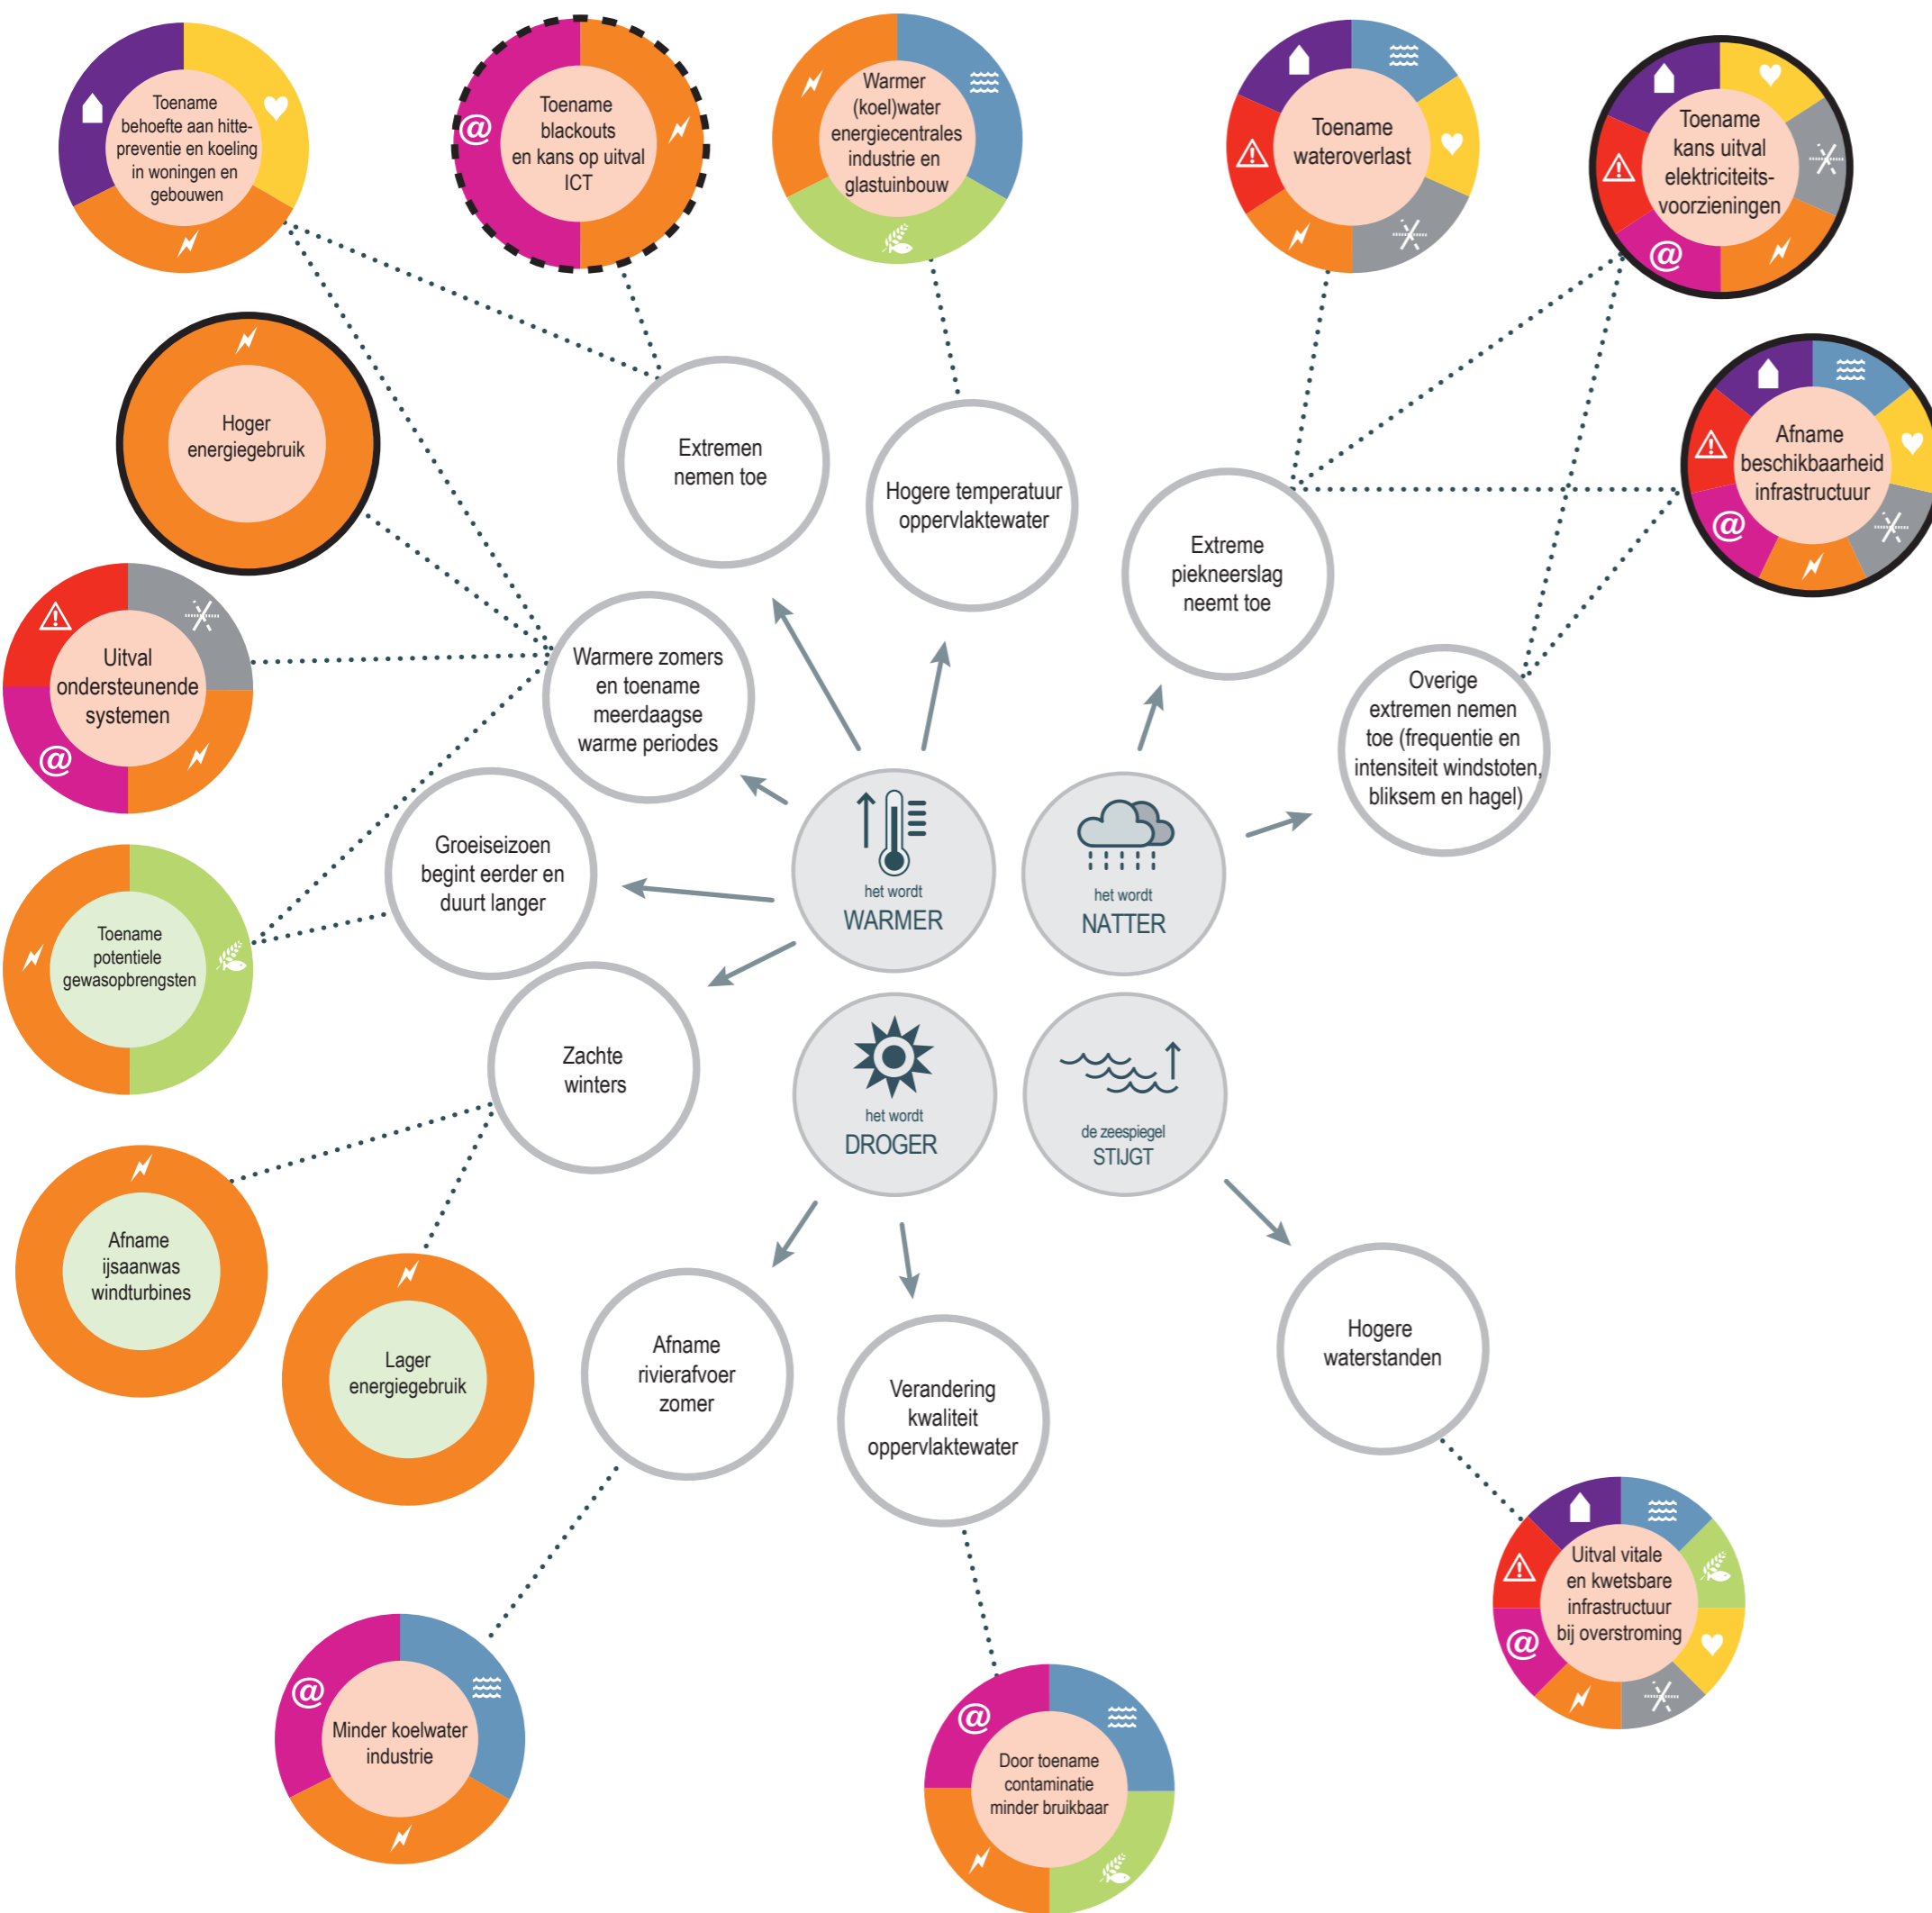 Toename
behoefte aan hitte-
preventie en koeling
in woningen en
gebouwen
@
Toename
blackouts
en kans op uitval
ICT
Warmer
(koel)water
energiecentrales
industrie en
glastuinbouw
Toename
wateroverlast
Toename
kans uitval
elektriciteits-
voorzieningen
@
Hoger
energiegebruik
Extremen
nemen toe
Hogere temperatuur
oppervlaktewater
Extreme
piekneerslag
neemt toe
Afname
beschikbaarheid
infrastructuur
@
Uitval
ondersteunende
systemen
@
Warmere zomers
en toename
meerdaagse
warme periodes
Overige
extremen nemen
toe (frequentie en
intensiteit windstoten,
bliksem en hagel)
Groeiseizoen
begint eerder en
duurt langer
het wordt
WARMER
het wordt
NATTER
Toename
potentiele
gewasopbrengsten
Zachte
winters
het wordt
DROGER
de zeespiegel
STIJGT
Afname
ijsaanwas
windturbines
Lager
energiegebruik
Afname
rivierafvoer
zomer
Verandering
kwaliteit
oppervlaktewater
Hogere
waterstanden
Uitval vitale
en kwetsbare
infrastructuur
bij overstroming
@
@
Minder koelwater
industrie
@
Door toename
contaminatie
minder bruikbaar